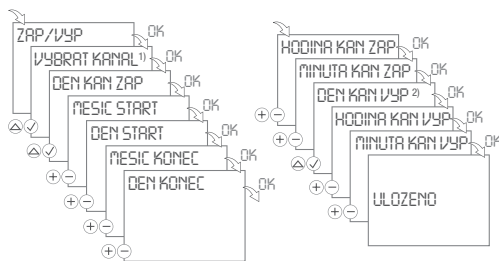 ZAP/VYP
OK
VYBRAT KANAL 1)
OK
DEN KAN ZAP
OK
MESIC START
OK
DEN START
OK
MESIC KONEC
OK
DEN KONEC
OK
HODINA KAN ZAP
OK
MINUTA KAN ZAP
OK
DEN KAN VYP 2)
OK
HODINA KAN VYP
OK
MINUTA KAN VYP
OK
ULOZENO